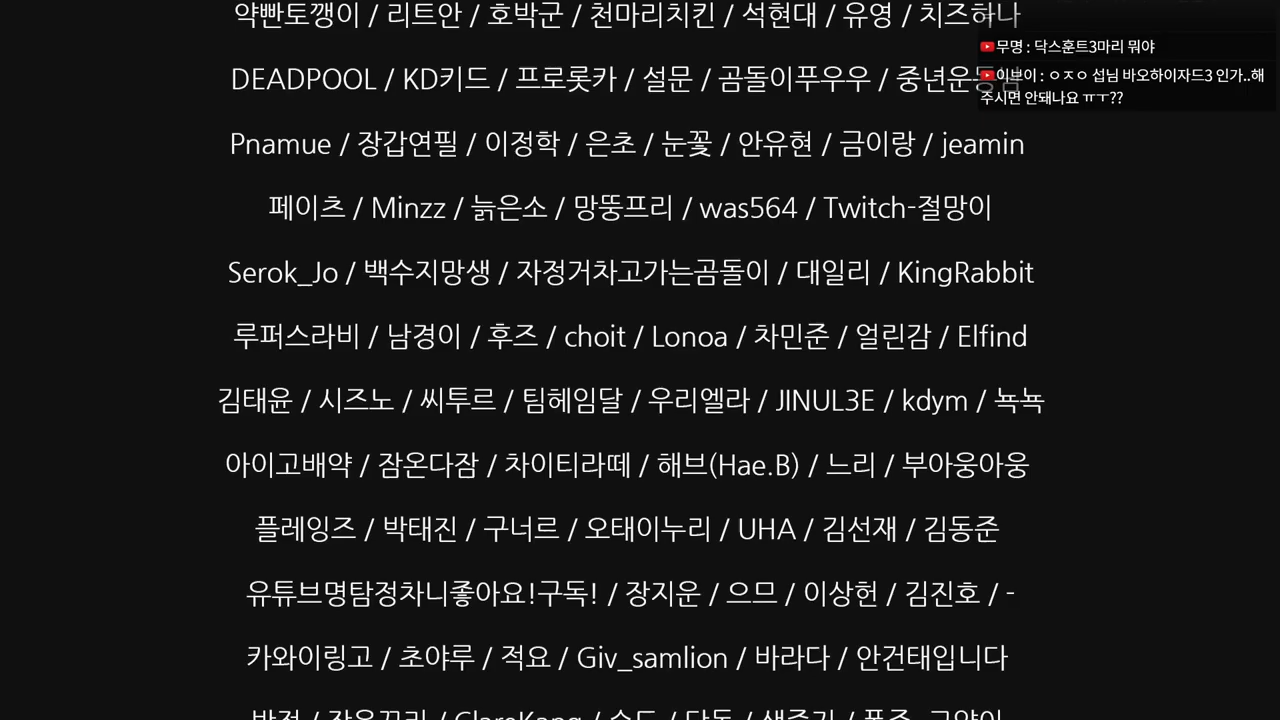 약빤토깽이 / 리트안 / 호박군 / 천마리치킨 / 석현대 / 유영 / 치즈하나
무명 : 닥스훈트3마리 뭐야
DEADPOOL / KD키드 / 프로롯카 / 설문 / 곰돌이푸우우 / 중년운동님
이브이 : ㅇㅈㅇ 섭님 바오하이자드3 인가..해
주시면 안돼나요 ㅠㅜ??
Pnamue / 장갑연필 / 이정학 / 은초 / 눈꽃 / 안유현 / 금이랑 / jeamin
페이츠 / Minzz / 늙은소 / 망뚱프리 / was564 / Twitch-절망이
Serok_Jo / 백수지망생 / 자정거차고가는곰돌이 / 대일리 / KingRabbit
루퍼스라비 / 남경이 / 후즈 / choit / Lonoa / 차민준 / 얼린감 / Elfind
김태윤 / 시즈노 / 씨투르 / 팀헤임달 / 우리엘라 / JINUL3E / kdym / 뇩뇩
아이고배약 / 잠온다잠 / 차이티라떼 / 해브(Hae.B) / 느리 / 부아웅아웅
플레잉즈 / 박태진 / 구너르 / 오태이누리 / UHA / 김선재 / 김동준
유튜브명탐정차니좋아요!구독! / 장지운 / 으므 / 이상헌 / 김진호 / -
카와이링고 / 초야루 / 적요 / Giv_samlion / 바라다 / 안건태입니다